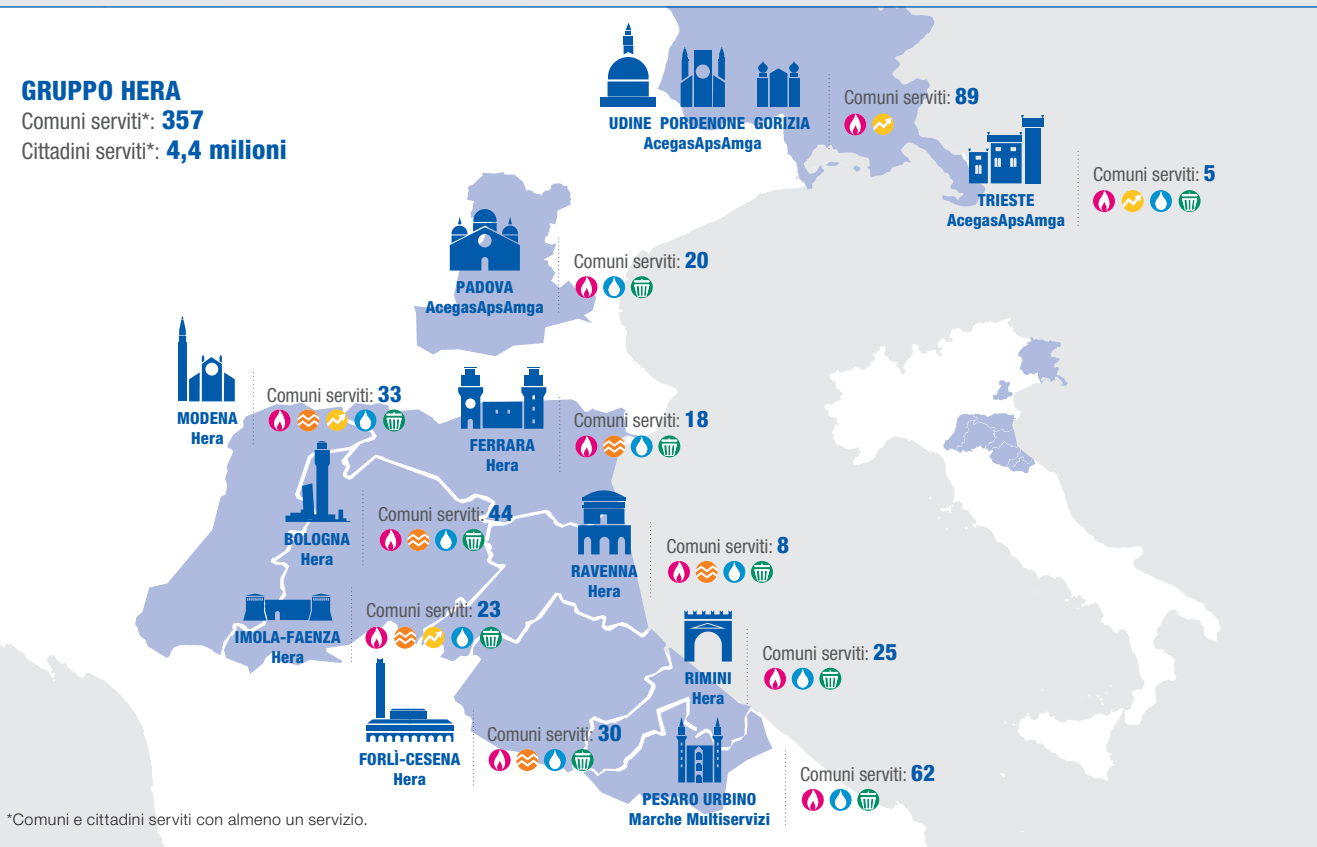 GRUPPO HERA
Comuni serviti*: 357
Cittadini serviti*: 4,4 milioni
UDINE PORDENONE GORIZIA
AcegasApsAmga
Comuni serviti: 89
TRIESTE
AcegasApsAmga
Comuni serviti: 5
PADOVA
AcegasApsAmga
Comuni serviti: 20
MODENA
Hera
Comuni serviti: 33
FERRARA
Hera
Comuni serviti: 18
BOLOGNA
Hera
Comuni serviti: 44
RAVENNA
Hera
Comuni serviti: 8
IMOLA-FAENZA
Hera
Comuni serviti: 23
RIMINI
Hera
Comuni serviti: 25
FORLÌ-CESENA
Hera
Comuni serviti: 30
PESARO URBINO
Marche Multiservizi
Comuni serviti: 62
*Comuni e cittadini serviti con almeno un servizio.